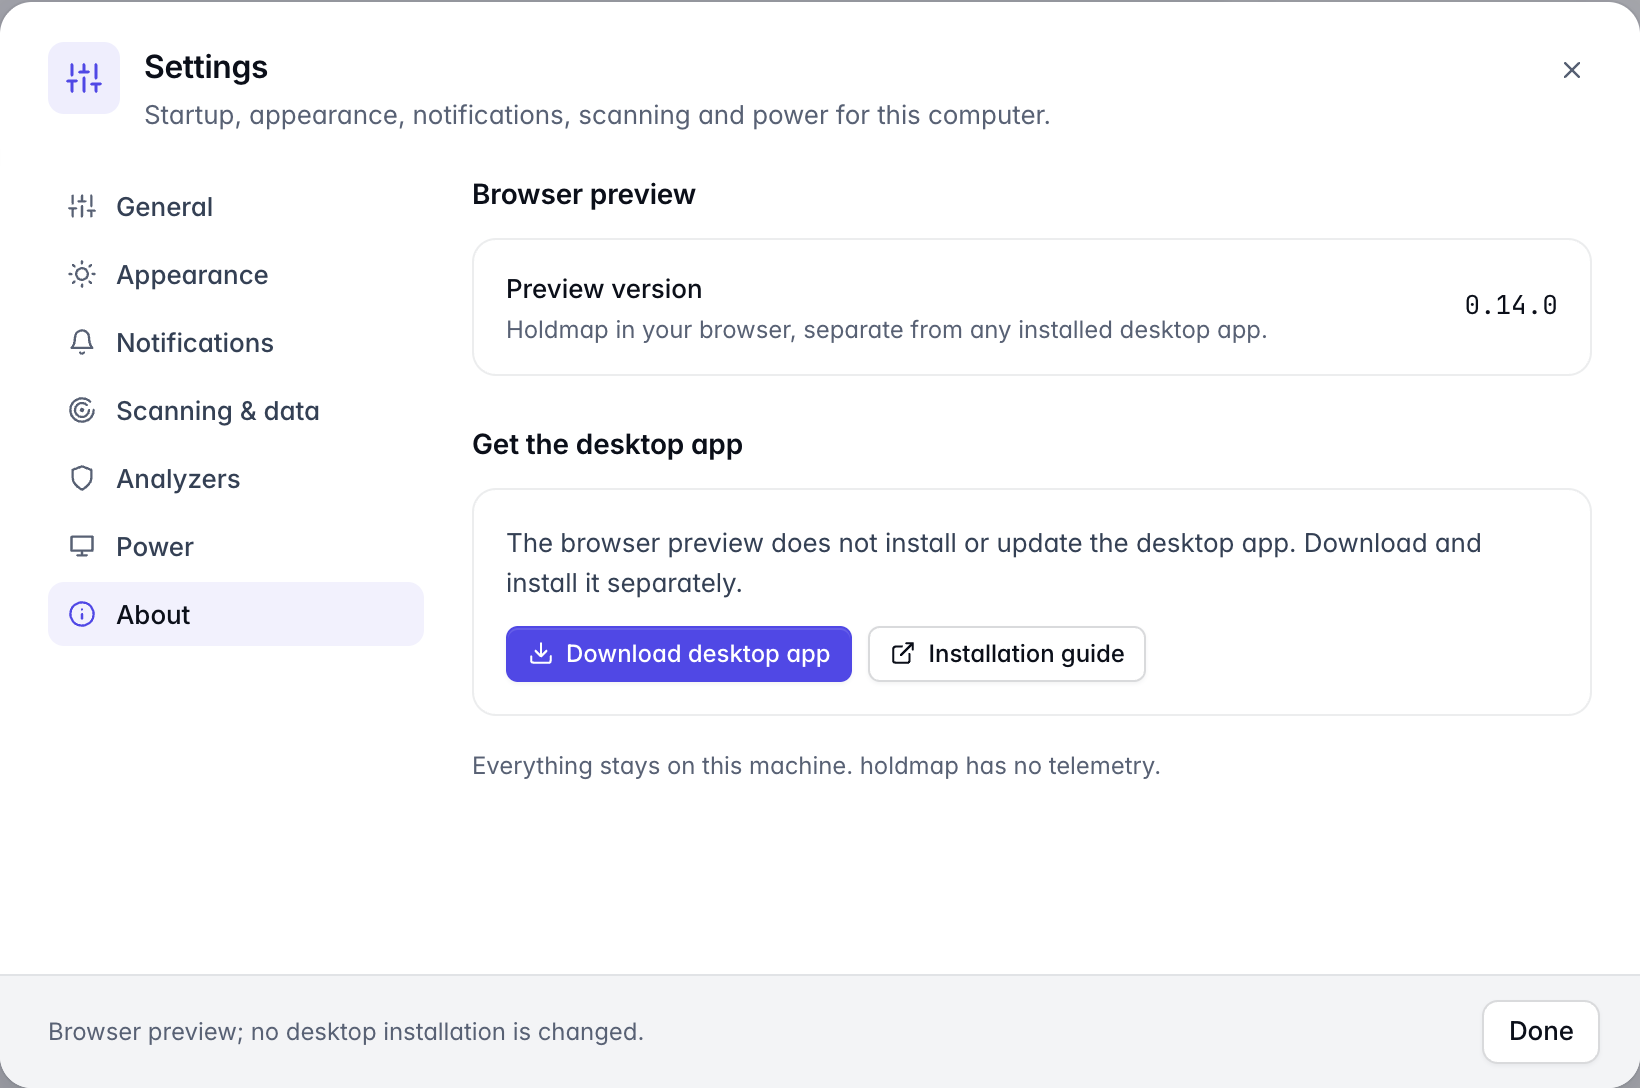 Settings
Startup, appearance, notifications, scanning and power for this computer.
General
Appearance
Notifications
Scanning & data
Analyzers
Power
About
Browser preview
Preview version
Holdmap in your browser, separate from any installed desktop app.
0.14.0
Get the desktop app
The browser preview does not install or update the desktop app. Download and
install it separately.
Download desktop app
Installation guide
Everything stays on this machine. holdmap has no telemetry.
Browser preview; no desktop installation is changed.
Done